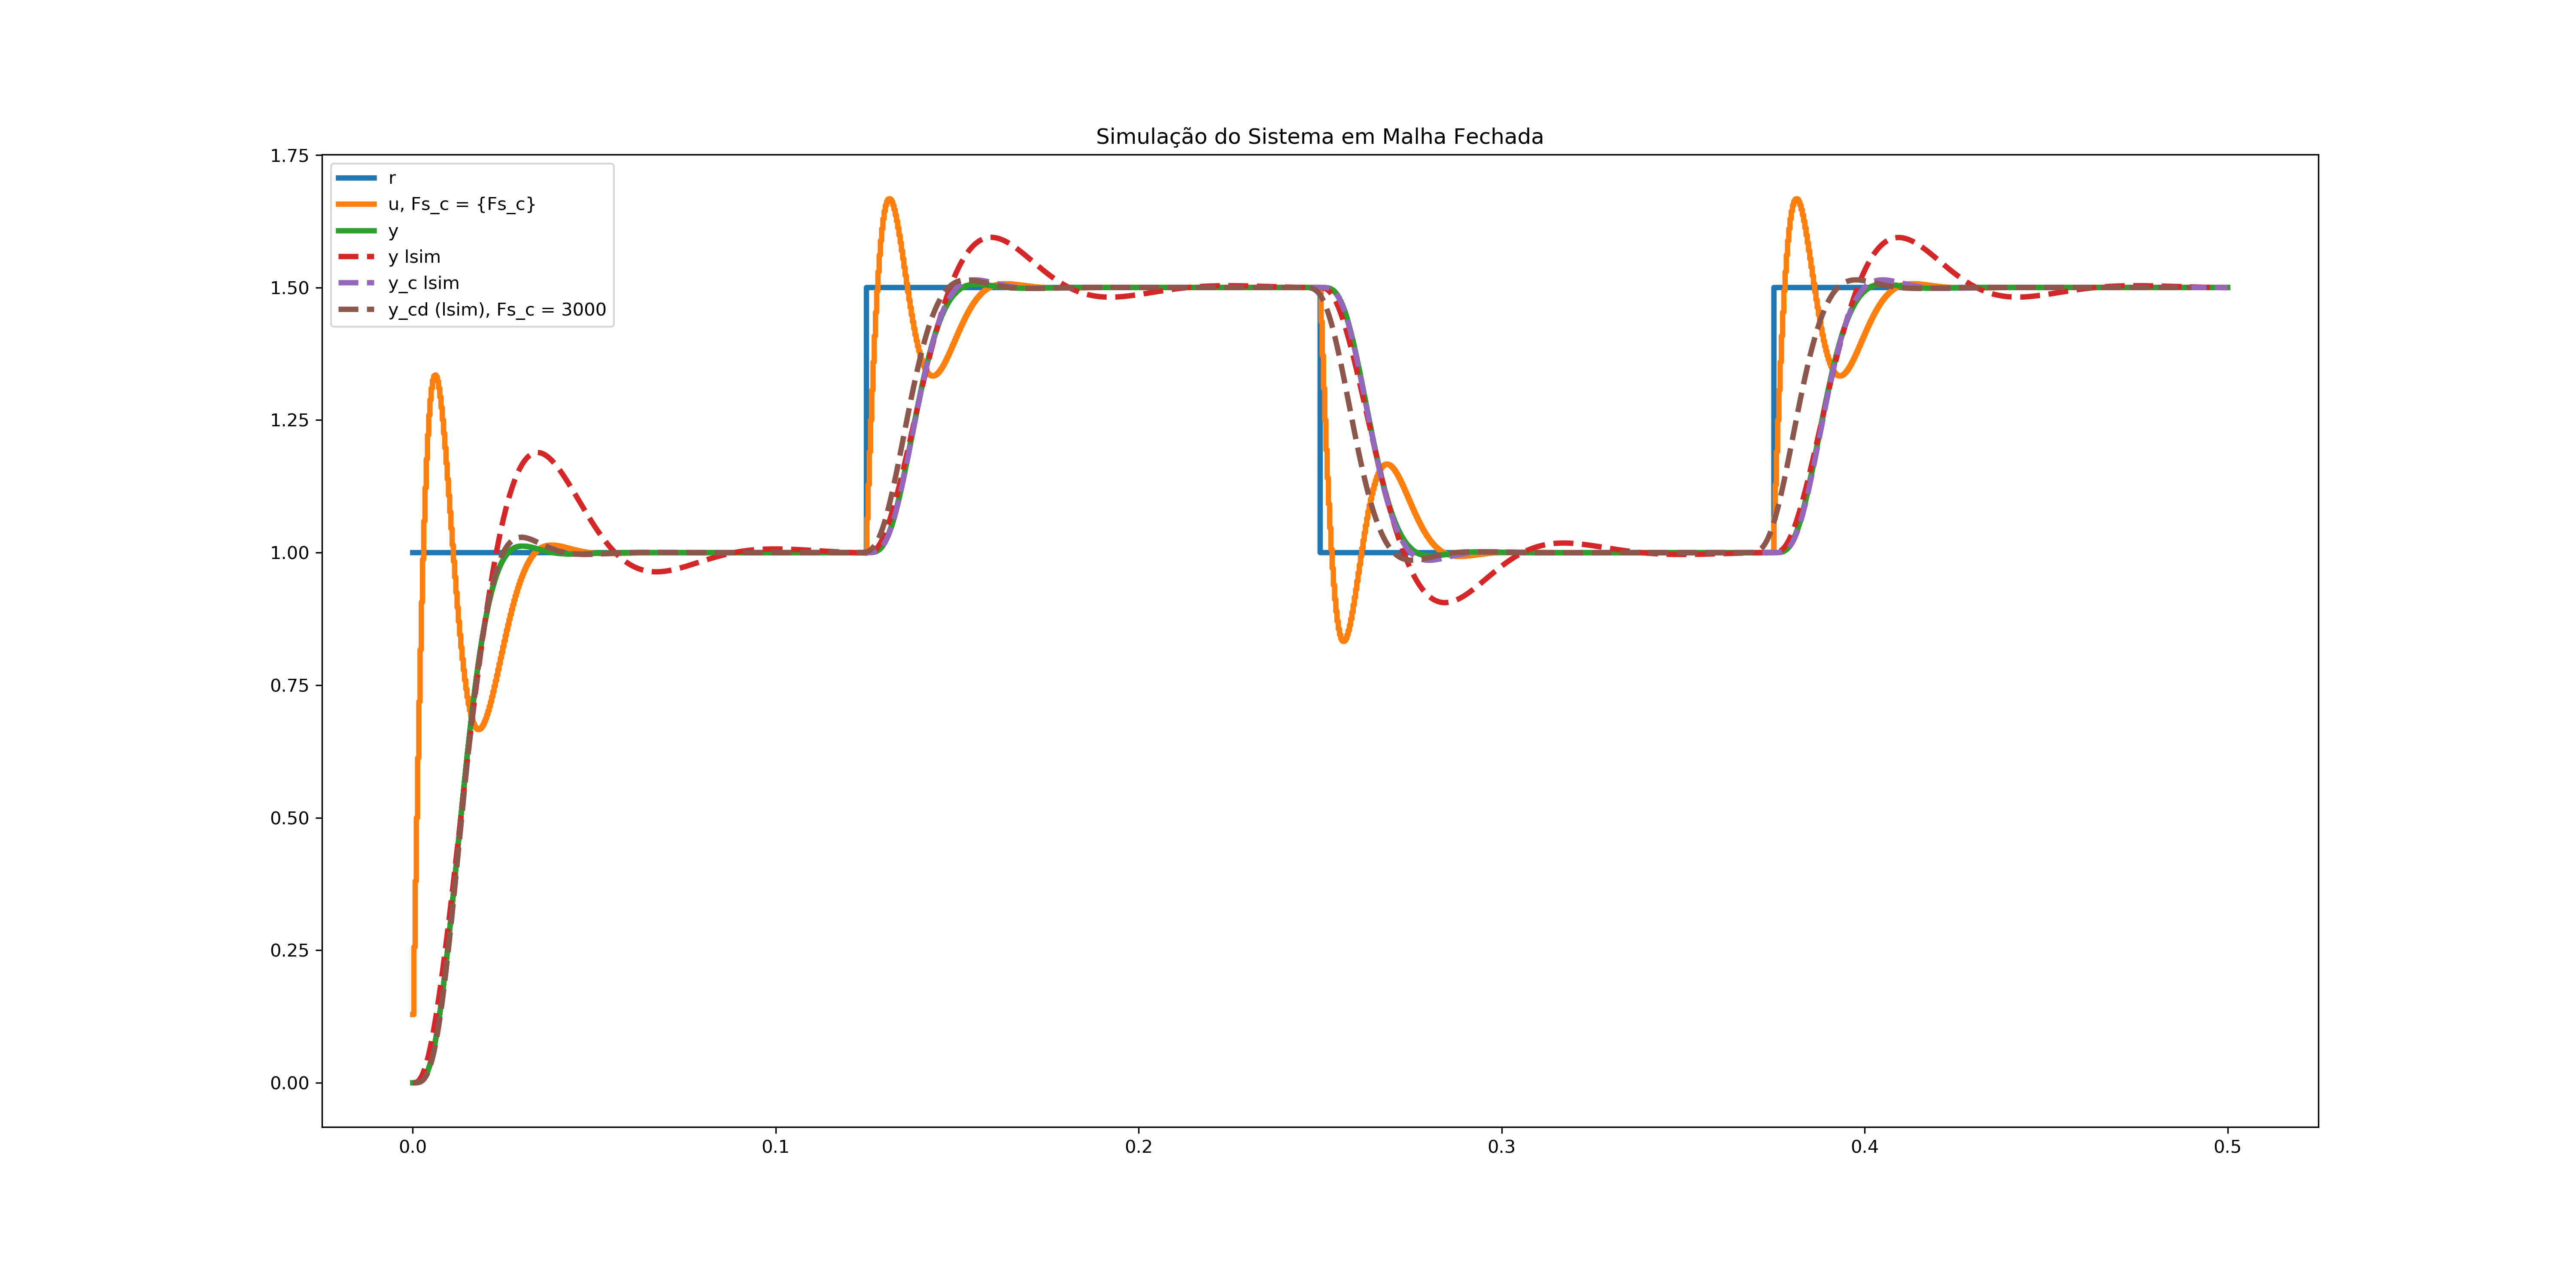 Simulação do Sistema em Malha Fechada
1.75
1.50
1.25
1.00
0.75
0.50
0.25
0.00
r
u, Fs_c = {Fs_c}
y
y lsim
y_c lsim
y_cd (lsim), Fs_c = 3000
0.0
0.1
0.2
0.3
0.4
0.5